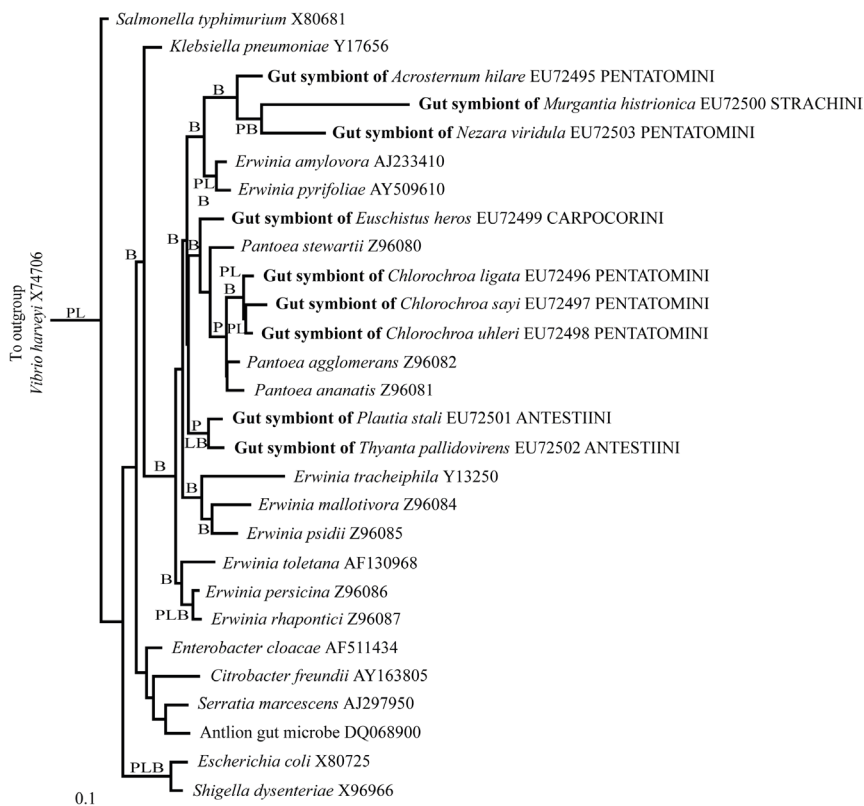 Salmonella typhimurium X80681
Klebsiella pneumoniae Y17656
Gut symbiont of Acrosternum hilare EU72495 PENTATOMINI
B
Gut symbiont of Murgantia histrionica EU72500 STRACHINI
B
PB
Gut symbiont of Nezara viridula EU72503 PENTATOMINI
Erwinia amylovora AJ233410
PL
Erwinia pyrifoliae AY509610
B
Gut symbiont of Euschistus heros EU72499 CARPOCORINI
B
B
B
Pantoea stewartii Z96080
PL
Gut symbiont of Chlorochroa ligata EU72496 PENTATOMINI
B
Gut symbiont of Chlorochroa sayi EU72497 PENTATOMINI
To outgroup
Vibrio harveyi X74706
PL
P
PL
Gut symbiont of Chlorochroa uhleri EU72498 PENTATOMINI
Pantoea agglomerans Z96082
Pantoea ananatis Z96081
Gut symbiont of Plautia stali EU72501 ANTESTIINI
P
LB
Gut symbiont of Thyanta pallidovirens EU72502 ANTESTIINI
B
Erwinia tracheiphila Y13250
B
Erwinia mallotivora Z96084
B
Erwinia psidii Z96085
Erwinia toletana AF130968
B
Erwinia persicina Z96086
PLB
Erwinia rhapontici Z96087
Enterobacter cloacae AF511434
Citrobacter freundii AY163805
Serratia marcescens AJ297950
Antlion gut microbe DQ068900
Escherichia coli X80725
PLB
Shigella dysenteriae X96966
0.1